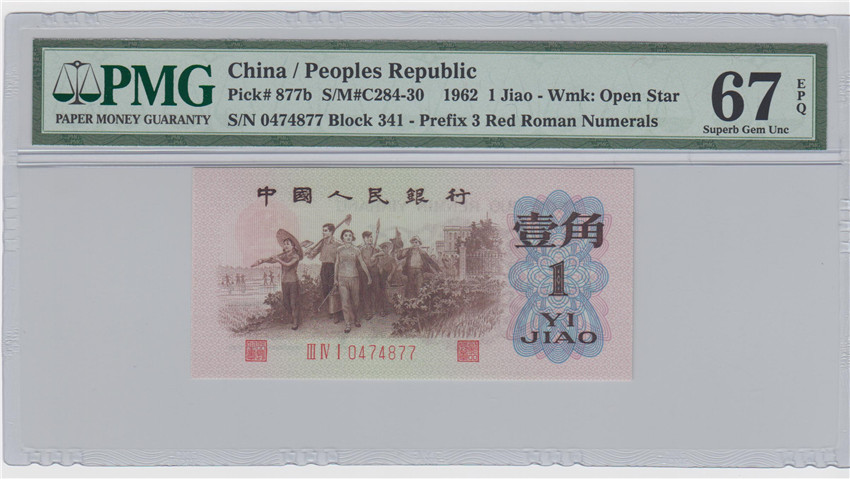 PMG
PAPER MONEY GUARANTY
China / Peoples Republic
Pick# 877b S/M#C284-30 1962 1 Jiao - Wmk: Open Star
S/N 0474877 Block 341 - Prefix 3 Red Roman Numerals
67
EPQ
Superb Gem Unc
中國人民銀行
壹角
1
YI
JIAO
III IV I 0474877